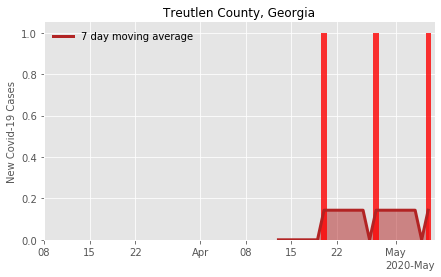 Treutlen County, Georgia
7 day moving average
New Covid-19 Cases
1.0
0.8
0.6
0.4
0.2
0.0
08 15 22 Apr 08 15 22 May
2020-May